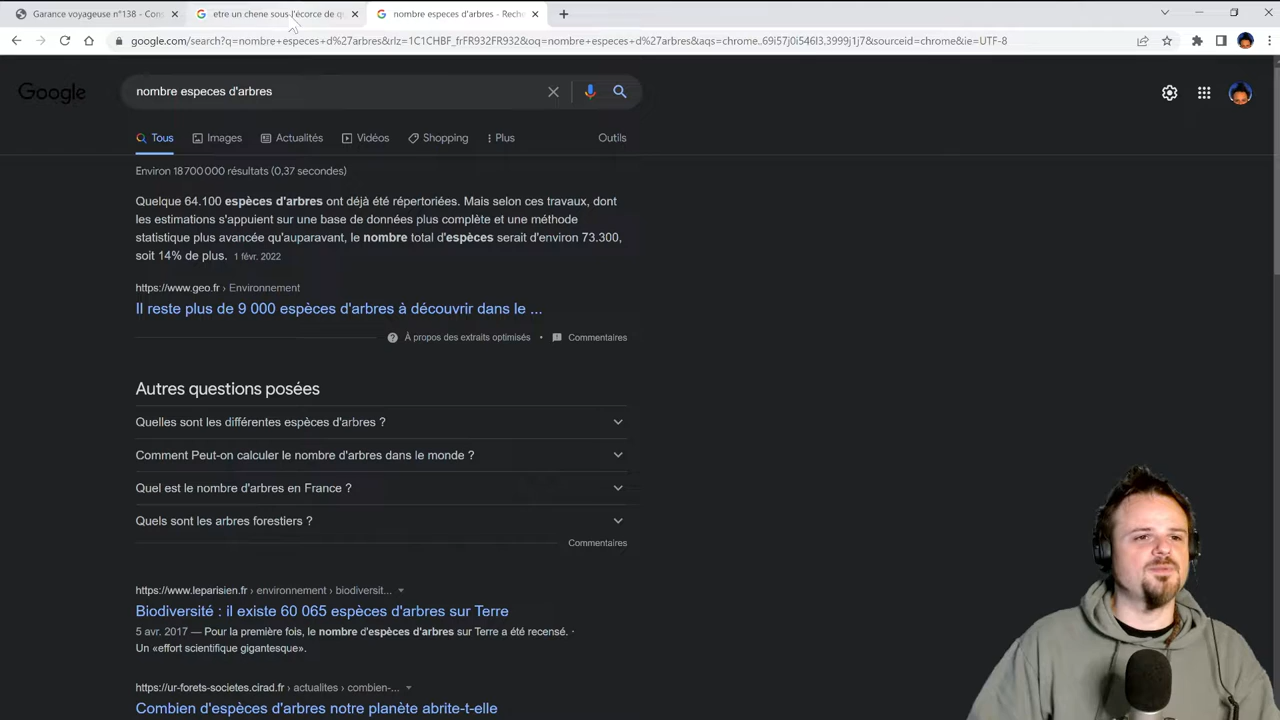 Garance voyageuse n°138 - Con
etre un chene sous l'écorce de qu
nombre especes d'arbres - Reche
google.com/search?q=nombre+especes+d%27arbres&rlz=1C1CHBF_frFR932FR932&oq=nombre+especes+d%27arbres&aqs=chrome..69i57j0i546l3.3999j1j7&sourceid=chrome&ie=UTF-8
Google
nombre especes d'arbres
Tous Images Actualités Vidéos Shopping Plus Outils
Environ 18 700 000 résultats (0,37 secondes)
Quelque 64.100 espèces d'arbres ont déjà été répertoriées. Mais selon ces travaux, dont
les estimations s'appuient sur une base de données plus complète et une méthode
statistique plus avancée qu'auparavant, le nombre total d'espèces serait d'environ 73.300,
soit 14% de plus. 1 févr. 2022
https://www.geo.fr › Environnement
Il reste plus de 9 000 espèces d'arbres à découvrir dans le ...
À propos des extraits optimisés • Commentaires
Autres questions posées
Quelles sont les différentes espèces d'arbres ?
Comment Peut-on calculer le nombre d'arbres dans le monde ?
Quel est le nombre d'arbres en France ?
Quels sont les arbres forestiers ?
Commentaires
https://www.leparisien.fr › environnement › biodiversit...
Biodiversité : il existe 60 065 espèces d'arbres sur Terre
5 avr. 2017 — Pour la première fois, le nombre d'espèces d'arbres sur Terre a été recensé. ·
Un «effort scientifique gigantesque».
https://ur-forets-societes.cirad.fr › actualites › combien-...
Combien d'espèces d'arbres notre planète abrite-t-elle